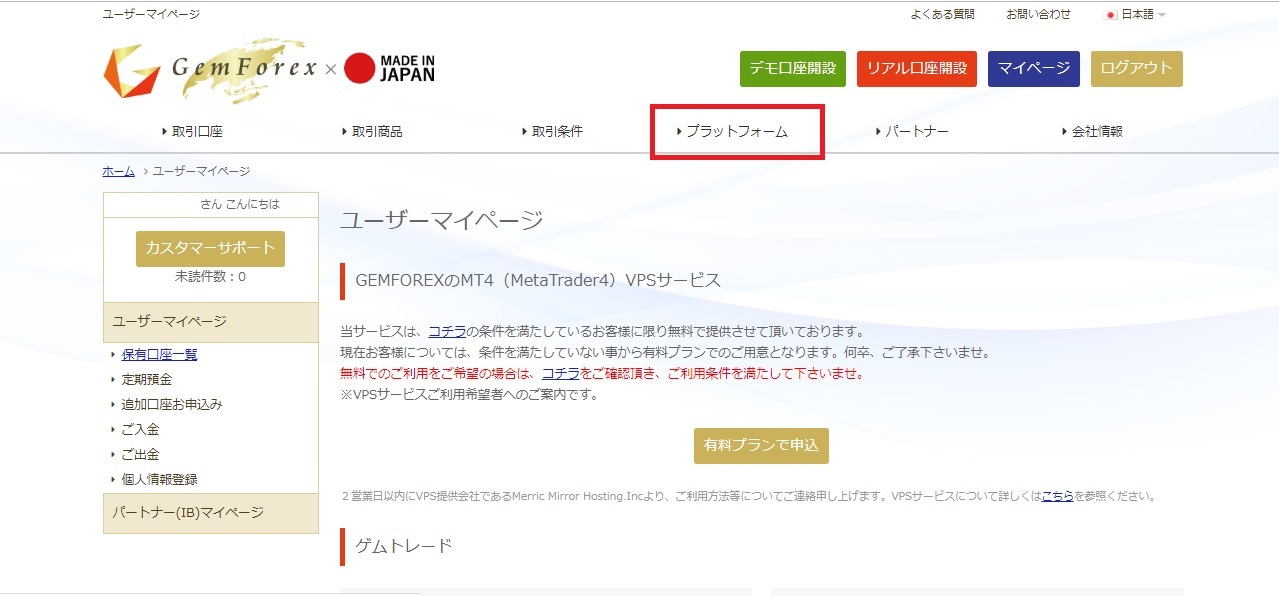 ユーザーマイページ
よくある質問 お問い合わせ 日本語
GemForex × MADE IN JAPAN
デモ口座開設 リアル口座開設 マイページ ログアウト
取引口座 取引商品 取引条件 プラットフォーム パートナー 会社情報
ホーム > ユーザーマイページ
さん こんにちは
カスタマーサポート
未読件数：0
ユーザーマイページ
保有口座一覧
定期預金
追加口座お申込み
ご入金
ご出金
個人情報登録
パートナー(IB)マイページ
ユーザーマイページ
GEMFOREXのMT4（MetaTrader4）VPSサービス
当サービスは、コチラの条件を満たしているお客様に限り無料で提供させて頂いております。
現在お客様については、条件を満たしていない事から有料プランでのご用意となります。何卒、ご了承下さいませ。
無料でのご利用をご希望の場合は、コチラをご確認頂き、ご利用条件を満たして下さいませ。
※VPSサービスご利用希望者へのご案内です。
有料プランで申込
２営業日以内にVPS提供会社であるMerric Mirror Hosting.Incより、ご利用方法等についてご連絡申し上げます。VPSサービスについて詳しくはこちらを参照ください。
ゲムトレード